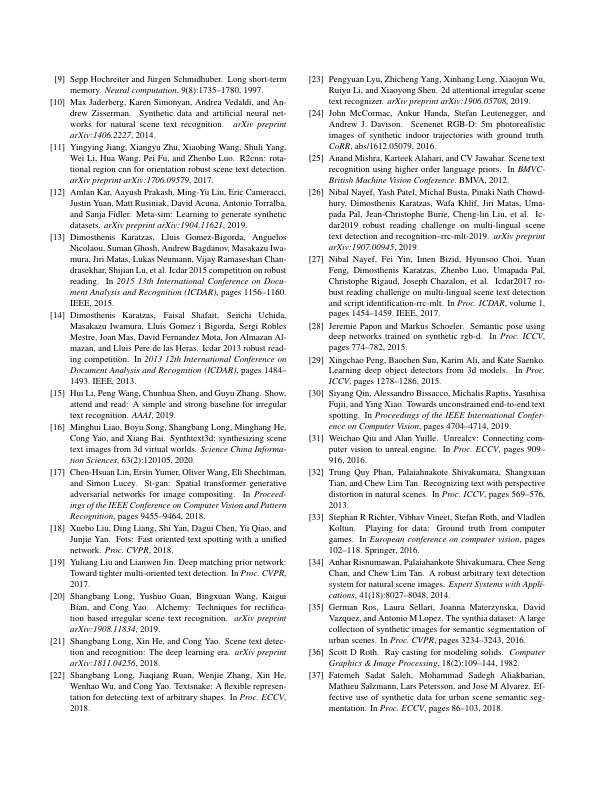 [9] Sepp Hochreiter and Jürgen Schmidhuber. Long short-term
memory. Neural computation, 9(8):1735–1780, 1997.
[10] Max Jaderberg, Karen Simonyan, Andrea Vedaldi, and An-
drew Zisserman. Synthetic data and artificial neural net-
works for natural scene text recognition. arXiv preprint
arXiv:1406.2227, 2014.
[11] Yingying Jiang, Xiangyu Zhu, Xiaobing Wang, Shuli Yang,
Wei Li, Hua Wang, Pei Fu, and Zhenbo Luo. R2cnn: rota-
tional region cnn for orientation robust scene text detection.
arXiv preprint arXiv:1706.09579, 2017.
[12] Amlan Kar, Aayush Prakash, Ming-Yu Liu, Eric Cameracci,
Justin Yuan, Matt Rusiniak, David Acuna, Antonio Torralba,
and Sanja Fidler. Meta-sim: Learning to generate synthetic
datasets. arXiv preprint arXiv:1904.11621, 2019.
[13] Dimosthenis Karatzas, Lluis Gomez-Bigorda, Anguelos
Nicolaou, Suman Ghosh, Andrew Bagdanov, Masakazu Iwa-
mura, Jiri Matas, Lukas Neumann, Vijay Ramaseshan Chan-
drasekhar, Shijian Lu, et al. Icdar 2015 competition on robust
reading. In 2015 13th International Conference on Docu-
ment Analysis and Recognition (ICDAR), pages 1156–1160.
IEEE, 2015.
[14] Dimosthenis Karatzas, Faisal Shafait, Seiichi Uchida,
Masakazu Iwamura, Lluis Gomez i Bigorda, Sergi Robles
Mestre, Joan Mas, David Fernandez Mota, Jon Almazan Al-
mazan, and Lluis Pere de las Heras. Icdar 2013 robust read-
ing competition. In 2013 12th International Conference on
Document Analysis and Recognition (ICDAR), pages 1484–
1493. IEEE, 2013.
[15] Hui Li, Peng Wang, Chunhua Shen, and Guyu Zhang. Show,
attend and read: A simple and strong baseline for irregular
text recognition. AAAI, 2019.
[16] Minghui Liao, Boyu Song, Shangbang Long, Minghang He,
Cong Yao, and Xiang Bai. Synthtext3d: synthesizing scene
text images from 3d virtual worlds. Science China Informa-
tion Sciences, 63(2):120105, 2020.
[17] Chen-Hsuan Lin, Ersin Yumer, Oliver Wang, Eli Shechtman,
and Simon Lucey. St-gan: Spatial transformer generative
adversarial networks for image compositing. In Proceed-
ings of the IEEE Conference on Computer Vision and Pattern
Recognition, pages 9455–9464, 2018.
[18] Xuebo Liu, Ding Liang, Shi Yan, Dagui Chen, Yu Qiao, and
Junjie Yan. Fots: Fast oriented text spotting with a unified
network. Proc. CVPR, 2018.
[19] Yuliang Liu and Lianwen Jin. Deep matching prior network:
Toward tighter multi-oriented text detection. In Proc. CVPR,
2017.
[20] Shangbang Long, Yushuo Guan, Bingxuan Wang, Kaigui
Bian, and Cong Yao. Alchemy: Techniques for rectifica-
tion based irregular scene text recognition. arXiv preprint
arXiv:1908.11834, 2019.
[21] Shangbang Long, Xin He, and Cong Yao. Scene text detec-
tion and recognition: The deep learning era. arXiv preprint
arXiv:1811.04256, 2018.
[22] Shangbang Long, Jiaqiang Ruan, Wenjie Zhang, Xin He,
Wenhao Wu, and Cong Yao. Textsnake: A flexible represen-
tation for detecting text of arbitrary shapes. In Proc. ECCV,
2018.
[23] Pengyuan Lyu, Zhicheng Yang, Xinhang Leng, Xiaojun Wu,
Ruiyu Li, and Xiaoyong Shen. 2d attentional irregular scene
text recognizer. arXiv preprint arXiv:1906.05708, 2019.
[24] John McCormac, Ankur Handa, Stefan Leutenegger, and
Andrew J. Davison. Scenenet RGB-D: 5m photorealistic
images of synthetic indoor trajectories with ground truth.
CoRR, abs/1612.05079, 2016.
[25] Anand Mishra, Karteek Alahari, and CV Jawahar. Scene text
recognition using higher order language priors. In BMVC-
British Machine Vision Conference. BMVA, 2012.
[26] Nibal Nayef, Yash Patel, Michal Busta, Pinaki Nath Chowd-
hury, Dimosthenis Karatzas, Wafa Khlif, Jiri Matas, Uma-
pada Pal, Jean-Christophe Burie, Cheng-lin Liu, et al. Ic-
dar2019 robust reading challenge on multi-lingual scene
text detection and recognition–rrc-mlt-2019. arXiv preprint
arXiv:1907.00945, 2019.
[27] Nibal Nayef, Fei Yin, Imen Bizid, Hyunsoo Choi, Yuan
Feng, Dimosthenis Karatzas, Zhenbo Luo, Umapada Pal,
Christophe Rigaud, Joseph Chazalon, et al. Icdar2017 ro-
bust reading challenge on multi-lingual scene text detection
and script identification-rrc-mlt. In Proc. ICDAR, volume 1,
pages 1454–1459. IEEE, 2017.
[28] Jeremie Papon and Markus Schoeler. Semantic pose using
deep networks trained on synthetic rgb-d. In Proc. ICCV,
pages 774–782, 2015.
[29] Xingchao Peng, Baochen Sun, Karim Ali, and Kate Saenko.
Learning deep object detectors from 3d models. In Proc.
ICCV, pages 1278–1286, 2015.
[30] Siyang Qin, Alessandro Bissacco, Michalis Raptis, Yasuhisa
Fujii, and Ying Xiao. Towards unconstrained end-to-end text
spotting. In Proceedings of the IEEE International Confer-
ence on Computer Vision, pages 4704–4714, 2019.
[31] Weichao Qiu and Alan Yuille. Unrealcv: Connecting com-
puter vision to unreal engine. In Proc. ECCV, pages 909–
916, 2016.
[32] Trung Quy Phan, Palaiahnakote Shivakumara, Shangxuan
Tian, and Chew Lim Tan. Recognizing text with perspective
distortion in natural scenes. In Proc. ICCV, pages 569–576,
2013.
[33] Stephan R Richter, Vibhav Vineet, Stefan Roth, and Vladlen
Koltun. Playing for data: Ground truth from computer
games. In European conference on computer vision, pages
102–118. Springer, 2016.
[34] Anhar Risnumawan, Palaiahankote Shivakumara, Chee Seng
Chan, and Chew Lim Tan. A robust arbitrary text detection
system for natural scene images. Expert Systems with Appli-
cations, 41(18):8027–8048, 2014.
[35] German Ros, Laura Sellart, Joanna Materzynska, David
Vazquez, and Antonio M Lopez. The synthia dataset: A large
collection of synthetic images for semantic segmentation of
urban scenes. In Proc. CVPR, pages 3234–3243, 2016.
[36] Scott D Roth. Ray casting for modeling solids. Computer
Graphics & Image Processing, 18(2):109–144, 1982.
[37] Fatemeh Sadat Saleh, Mohammad Sadegh Aliakbarian,
Mathieu Salzmann, Lars Petersson, and Jose M Alvarez. Ef-
fective use of synthetic data for urban scene semantic seg-
mentation. In Proc. ECCV, pages 86–103, 2018.